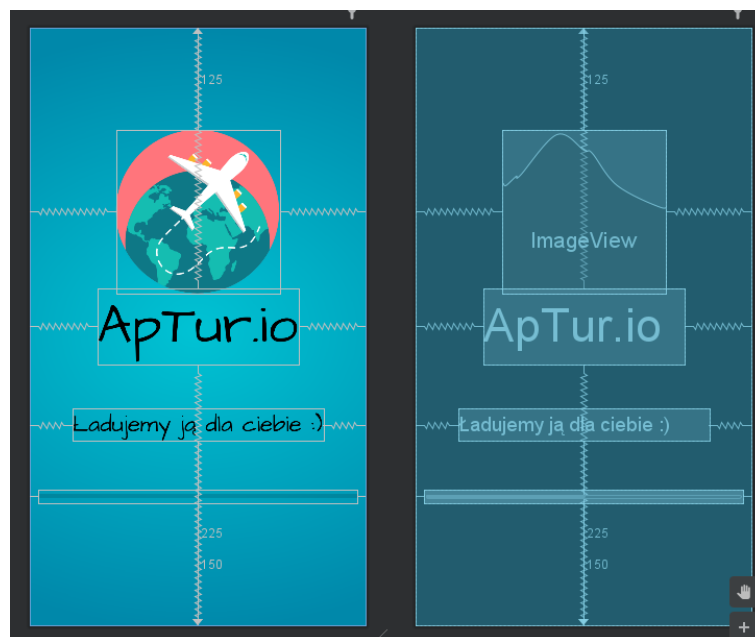 125
ApTur.io
Ładujemy ją dla ciebie :)
225
150
125
ImageView
ApTur.io
Ładujemy ją dla ciebie :)
225
150